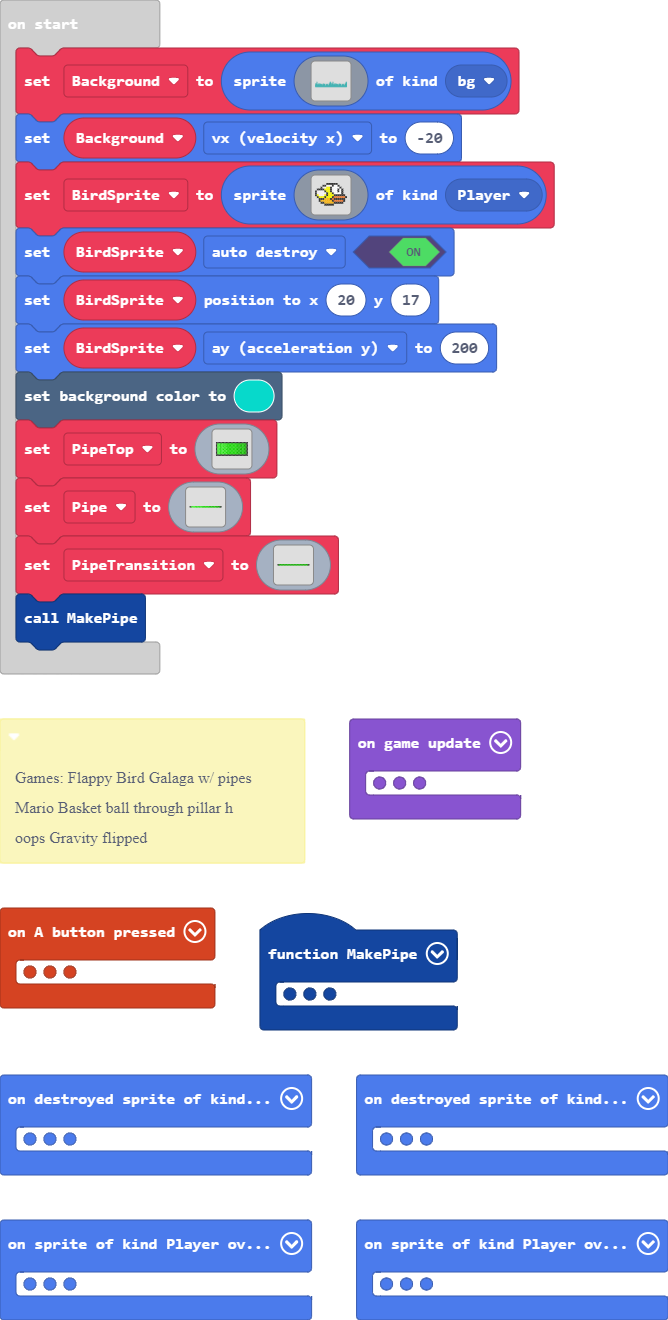 on start
set Background to sprite of kind bg
set Background vx (velocity x) to -20
set BirdSprite to sprite of kind Player
set BirdSprite auto destroy ON
set BirdSprite position to x 20 y 17
set BirdSprite ay (acceleration y) to 200
set background color to
set PipeTop to
set Pipe to
set PipeTransition to
call MakePipe
Games: Flappy Bird Galaga w/ pipes
Mario Basket ball through pillar h
oops Gravity flipped
on game update
on A button pressed
function MakePipe
on destroyed sprite of kind...
on destroyed sprite of kind...
on sprite of kind Player ov...
on sprite of kind Player ov...